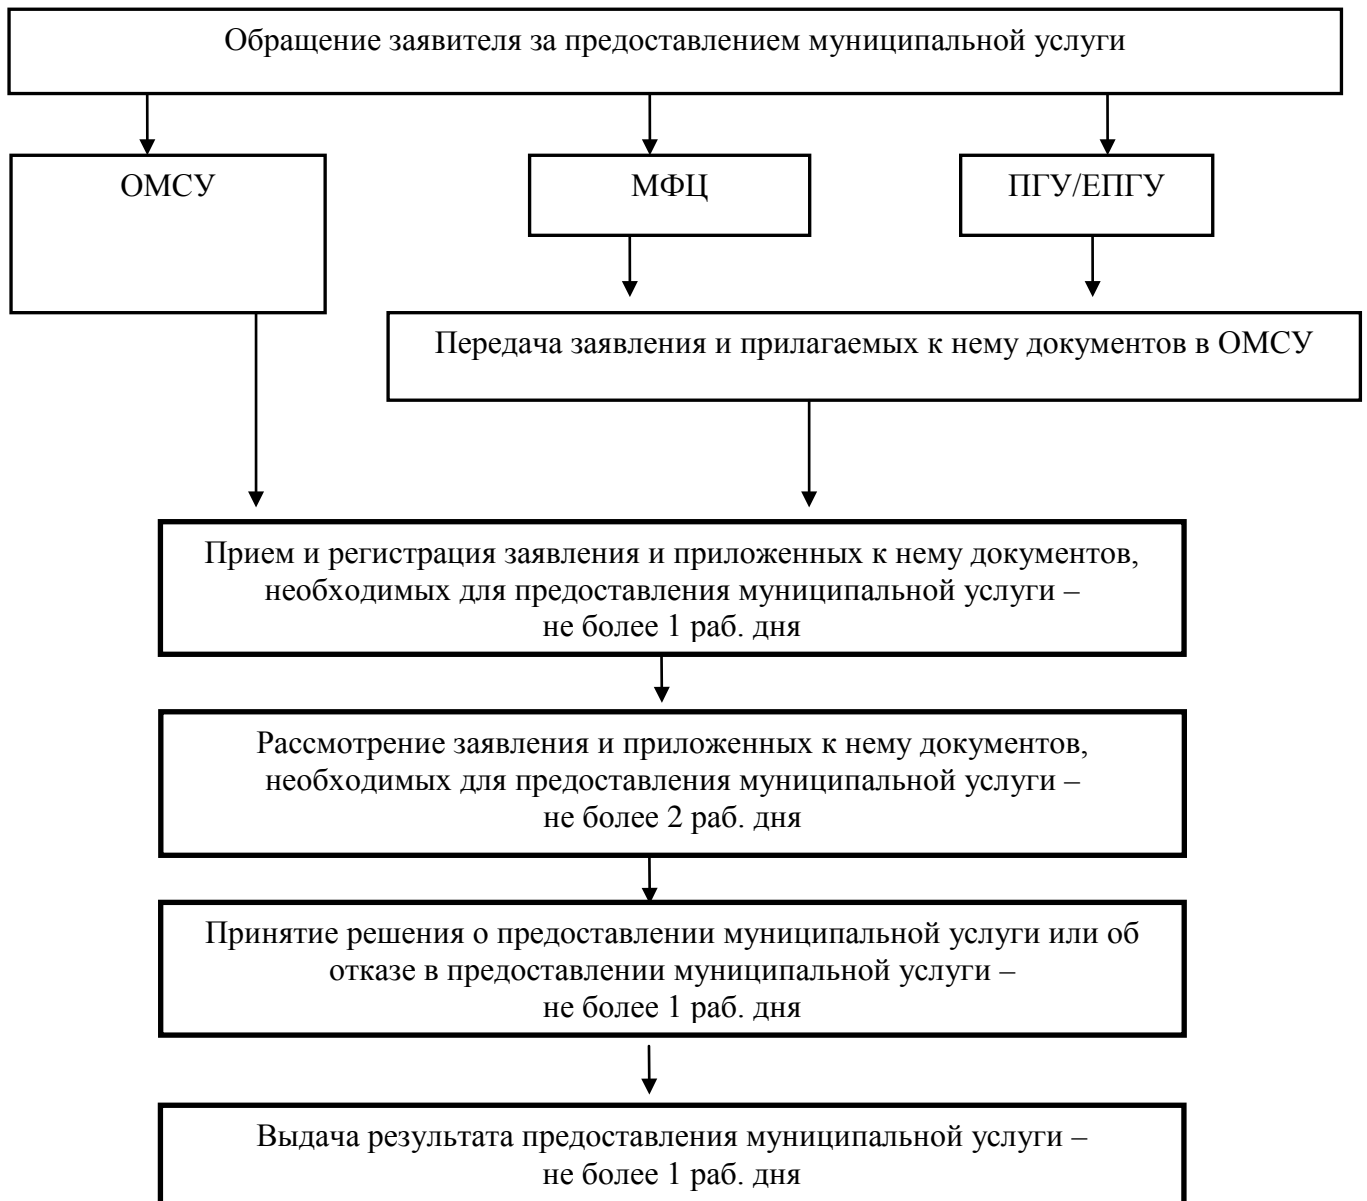 Обращение заявителя за предоставлением муниципальной услуги
ОМСУ
МФЦ
ПГУ/ЕПГУ
Передача заявления и прилагаемых к нему документов в ОМСУ
Прием и регистрация заявления и приложенных к нему документов,
необходимых для предоставления муниципальной услуги –
не более 1 раб. дня
Рассмотрение заявления и приложенных к нему документов,
необходимых для предоставления муниципальной услуги –
не более 2 раб. дня
Принятие решения о предоставлении муниципальной услуги или об
отказе в предоставлении муниципальной услуги –
не более 1 раб. дня
Выдача результата предоставления муниципальной услуги –
не более 1 раб. дня